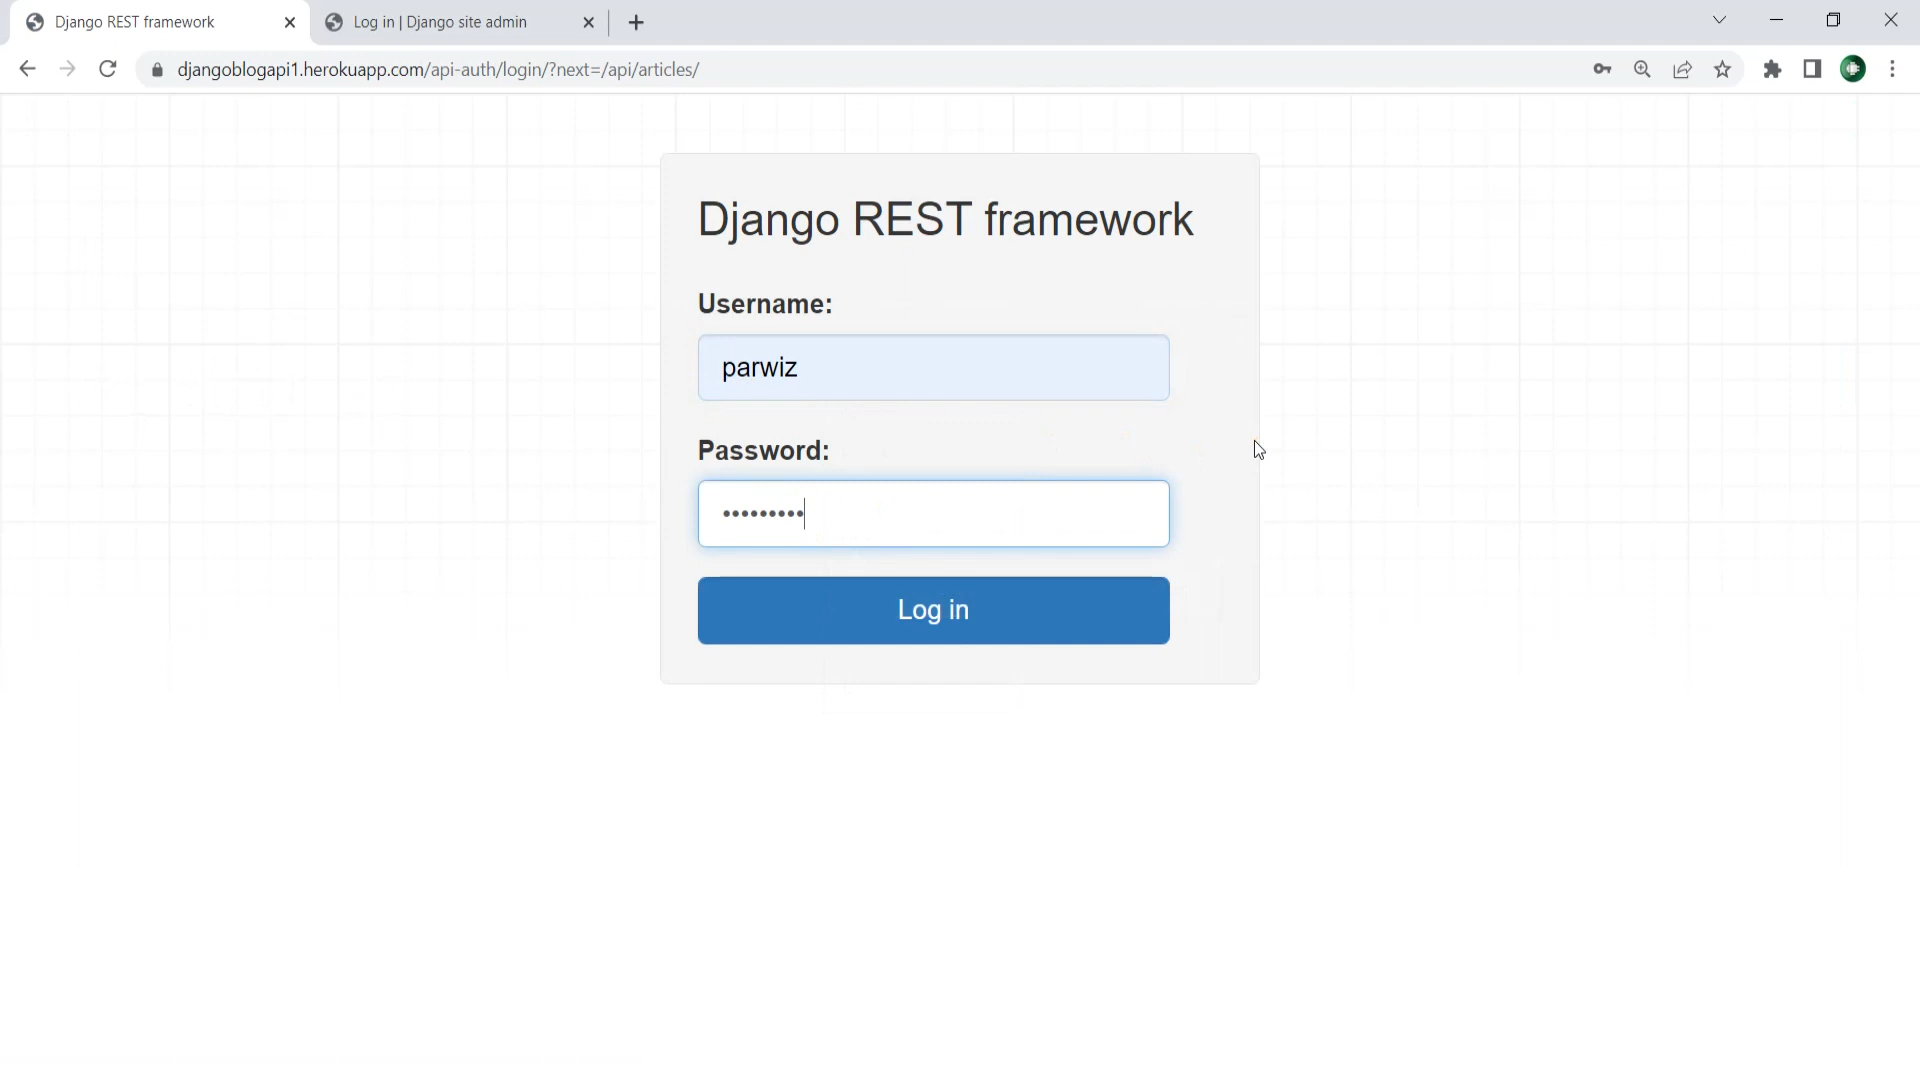 Django REST framework
Log in | Django site admin
djangoblogapi1.herokuapp.com/api-auth/login/?next=/api/articles/
Django REST framework
Username:
parwiz
Password:
•••••••••
Log in